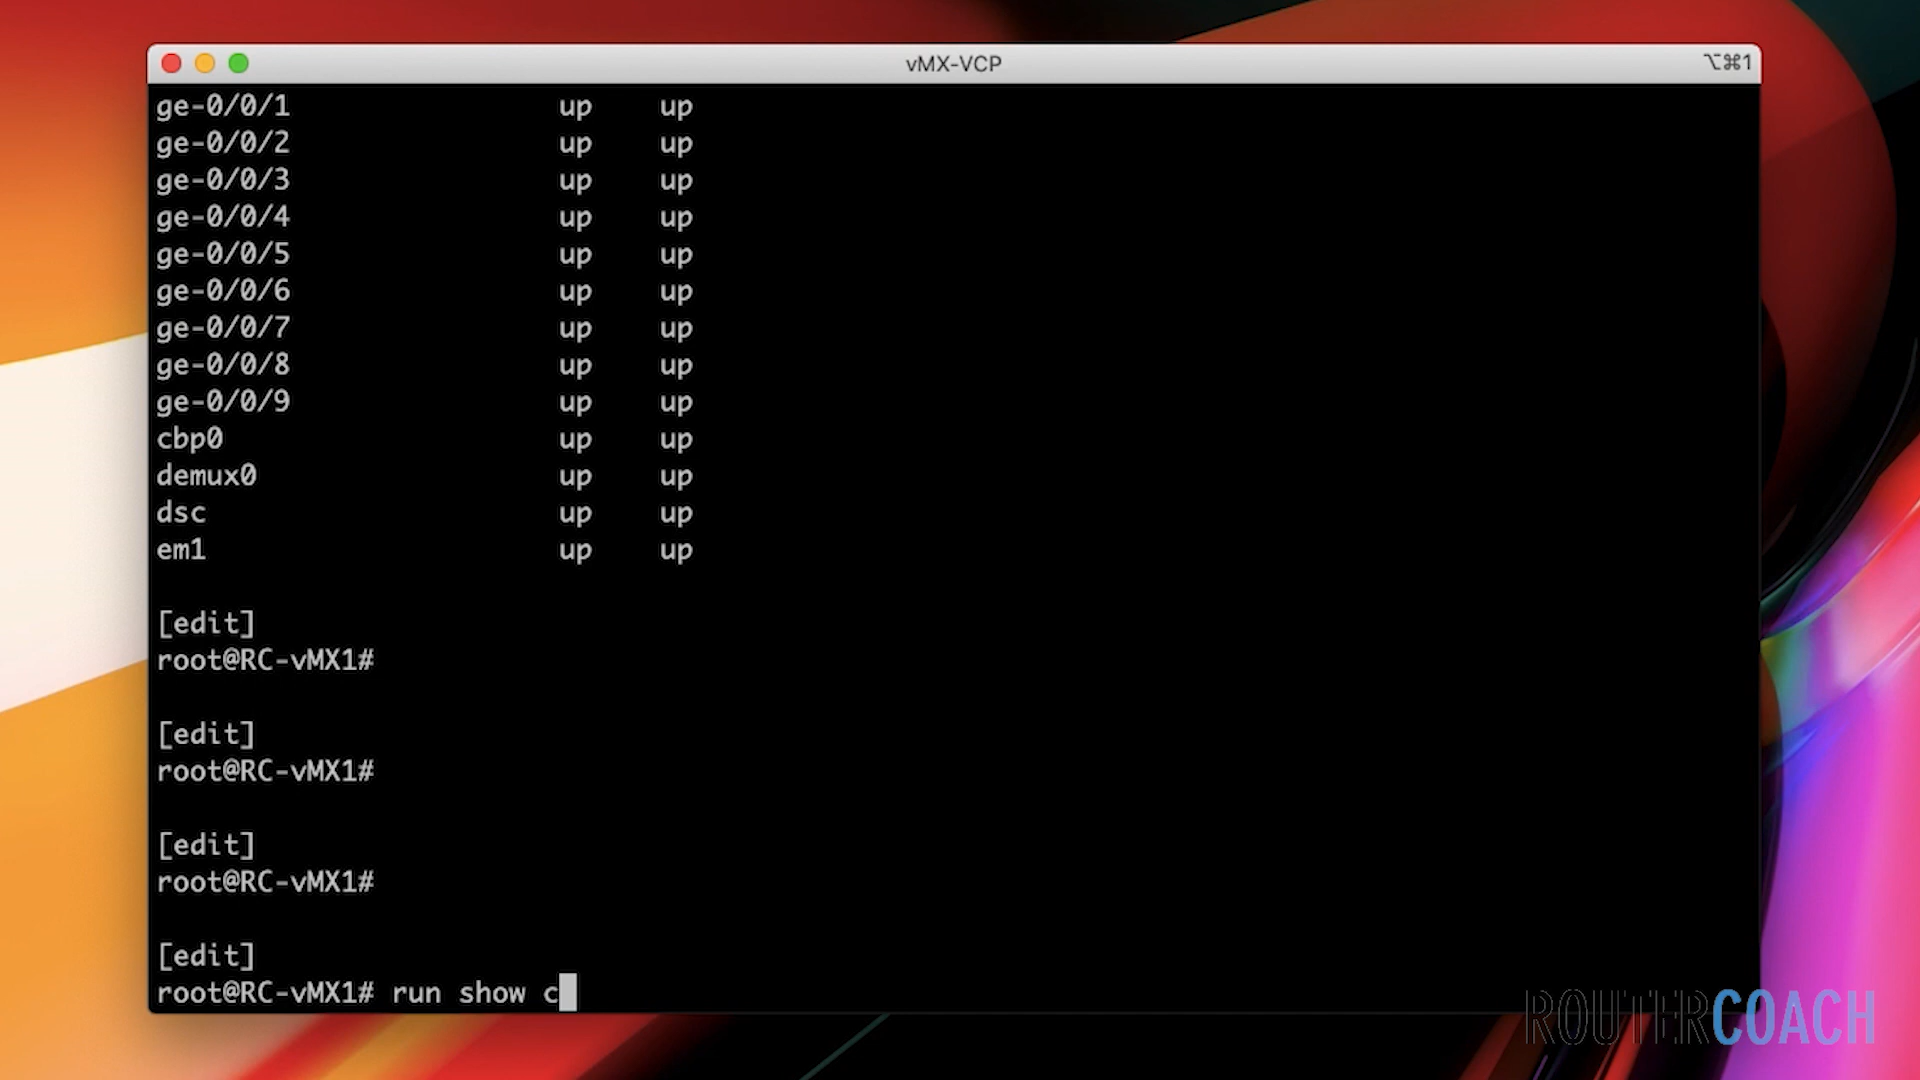 vMX-VCP ⌥⌘1
ge-0/0/1 up up
ge-0/0/2 up up
ge-0/0/3 up up
ge-0/0/4 up up
ge-0/0/5 up up
ge-0/0/6 up up
ge-0/0/7 up up
ge-0/0/8 up up
ge-0/0/9 up up
cbp0 up up
demux0 up up
dsc up up
em1 up up
[edit]
root@RC-vMX1#
[edit]
root@RC-vMX1#
[edit]
root@RC-vMX1#
[edit]
root@RC-vMX1# run show c
ROUTERCOACH